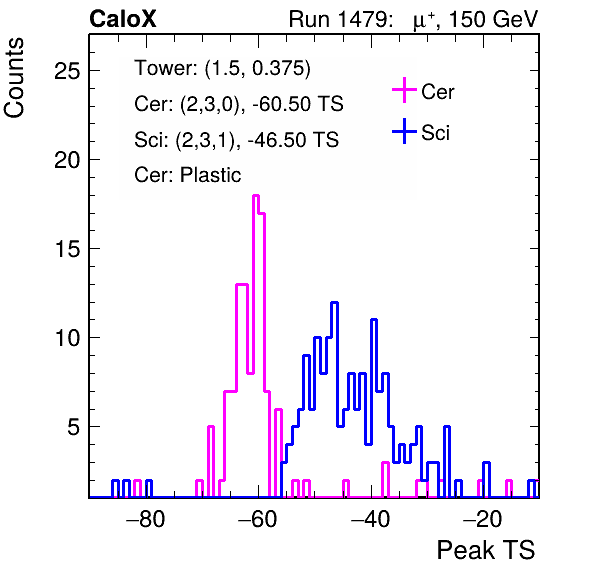 CaloX Run 1479: μ⁺, 150 GeV
Counts
Tower: (1.5, 0.375)
Cer: (2,3,0), -60.50 TS
Sci: (2,3,1), -46.50 TS
Cer: Plastic
Cer
Sci
25
20
15
10
5
−80 −60 −40 −20
Peak TS